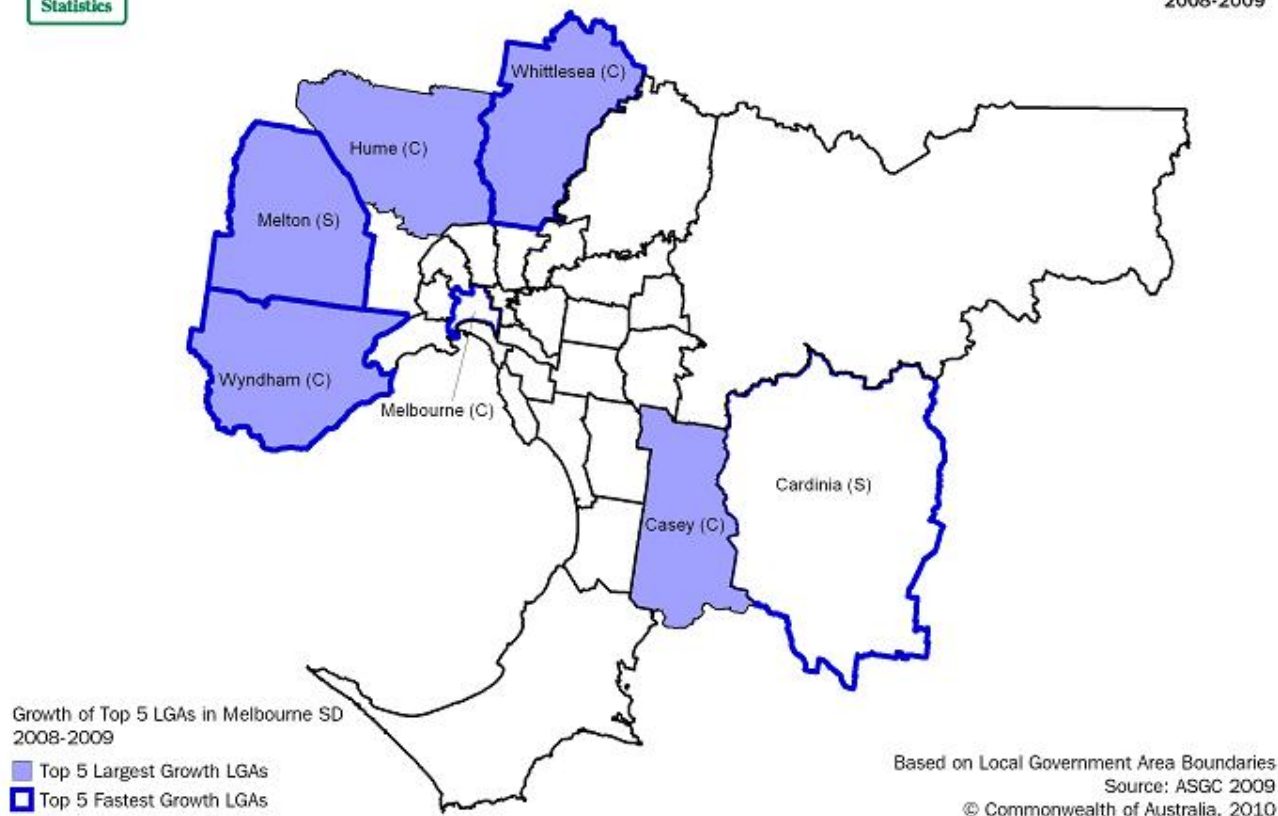 Statistics
2008-2009
Whittlesea (C)
Hume (C)
Melton (S)
Wyndham (C)
Melbourne (C)
Cardinia (S)
Casey (C)
Growth of Top 5 LGAs in Melbourne SD
2008-2009
Top 5 Largest Growth LGAs
Top 5 Fastest Growth LGAs
Based on Local Government Area Boundaries
Source: ASGC 2009
© Commonwealth of Australia, 2010